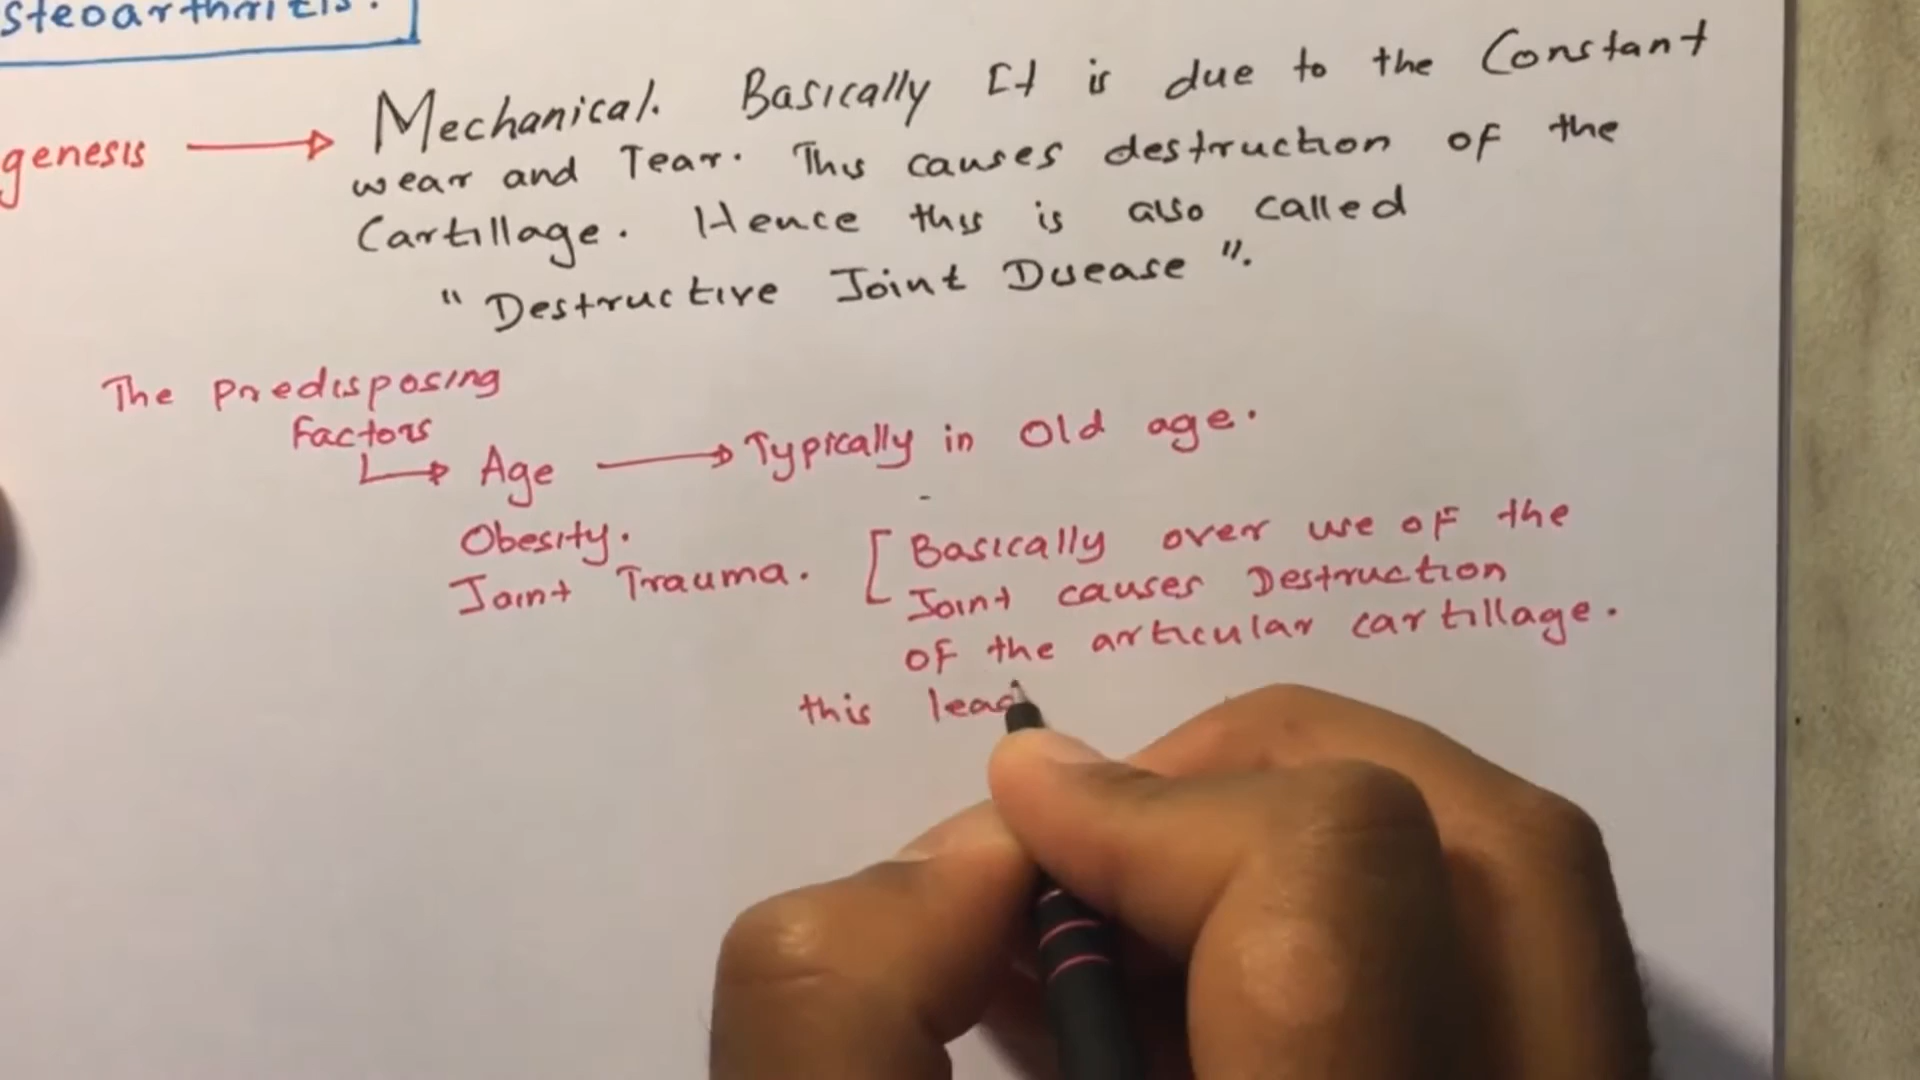 steoarthritis.
genesis → Mechanical. Basically It is due to the Constant
wear and Tear. This causes destruction of the
Cartillage. Hence this is also called
"Destructive Joint Disease".
The Predisposing
Factors
Age → Typically in Old age.
Obesity.
Joint Trauma. [Basically over use of the
Joint causes Destruction
of the articular cartillage.
this lead